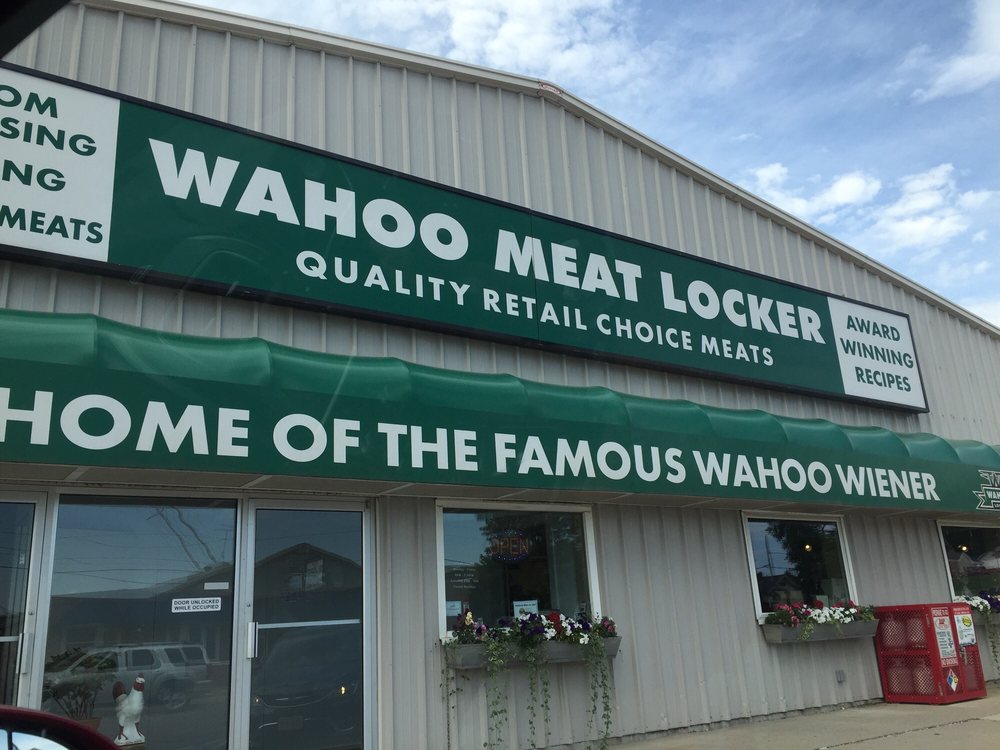 OM
SING
NG
MEATS
WAHOO MEAT LOCKER
QUALITY RETAIL CHOICE MEATS
AWARD
WINNING
RECIPES
HOME OF THE FAMOUS WAHOO WIENER
OPEN
DOOR UNLOCKED
WHILE OCCUPIED